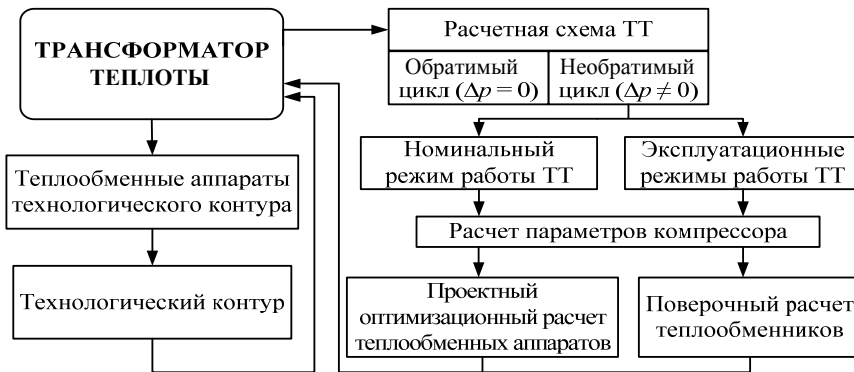 ТРАНСФОРМАТОР
ТЕПЛОТЫ
Расчетная схема ТТ
Обратимый
цикл (Δp = 0)
Необратимый
цикл (Δp ≠ 0)
Номинальный
режим работы ТТ
Эксплуатационные
режимы работы ТТ
Теплообменные аппараты
технологического контура
Расчет параметров компрессора
Технологический контур
Проектный
оптимизационный расчет
теплообменных аппаратов
Поверочный расчет
теплообменников